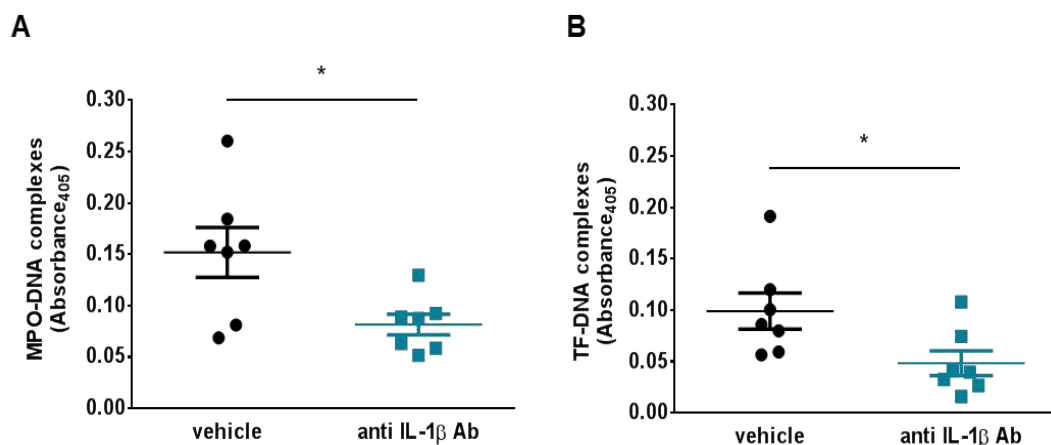 A
*
MPO-DNA complexes
(Absorbance405)
0.30
0.25
0.20
0.15
0.10
0.05
0.00
vehicle
anti IL-1β Ab
B
*
TF-DNA complexes
(Absorbance405)
0.30
0.25
0.20
0.15
0.10
0.05
0.00
vehicle
anti IL-1β Ab